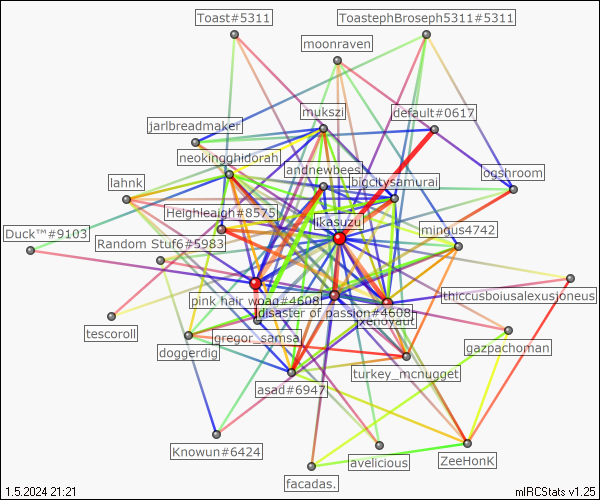 Toast#5311
ToastephBroseph5311#5311
moonraven
mukszi
default#0617
jarlbreadmaker
neokingghidorah
andnewbees
bigcitysamurai
ogshroom
lahnk
Heighleaigh#8575
likasuzu
mingus4742
Duck™#9103
Random Stuf6#5983
pink hair woag#4608
thiccusboiusalexusjoneus
disaster of passion#4608
xenoyaut
tescoroll
gregor_samsa
doggerdig
gazpachoman
turkey_mcnugget
asad#6947
Knowun#6424
avelicious
ZeeHonK
facadas.
1.5.2024 21:21
mIRCStats v1.25